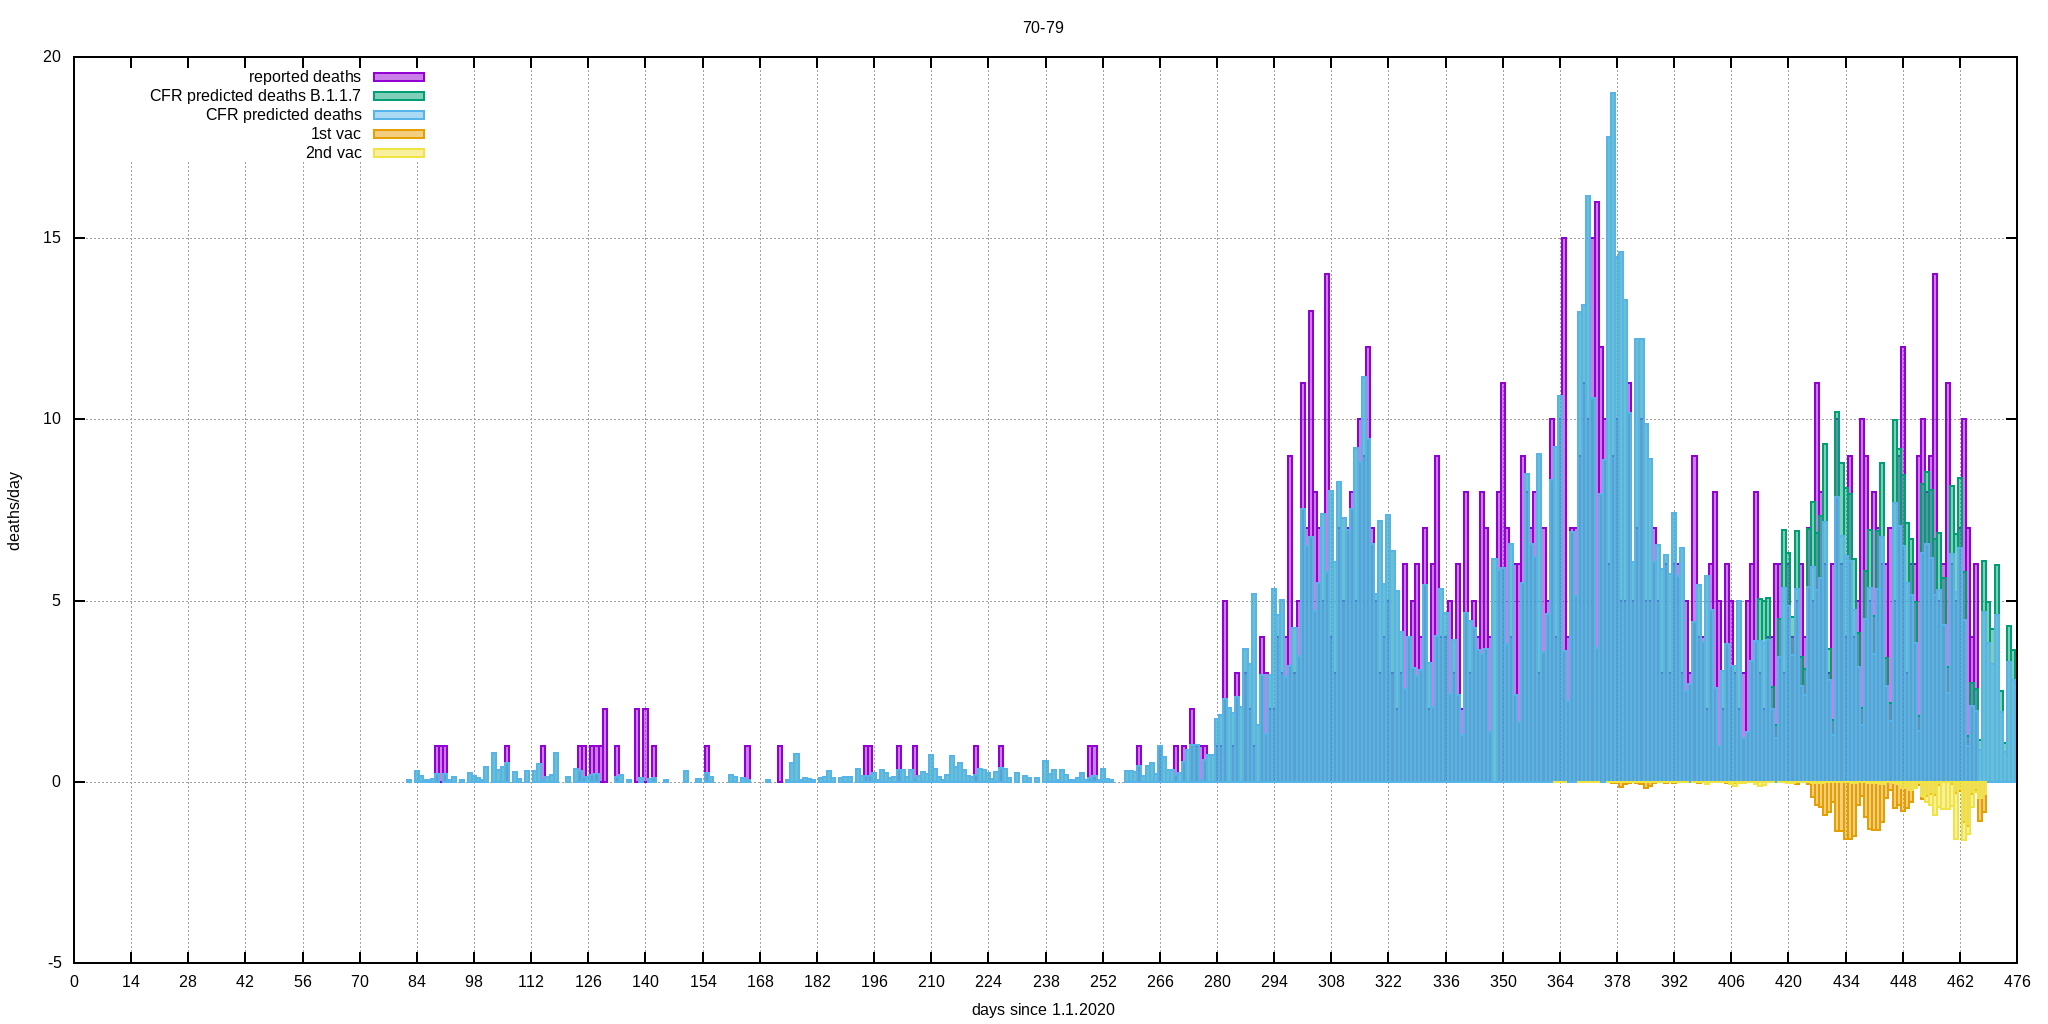 70-79
reported deaths
CFR predicted deaths B.1.1.7
CFR predicted deaths
1st vac
2nd vac
20
15
10
5
0
-5
deaths/day
0 14 28 42 56 70 84 98 112 126 140 154 168 182 196 210 224 238 252 266 280 294 308 322 336 350 364 378 392 406 420 434 448 462 476
days since 1.1.2020